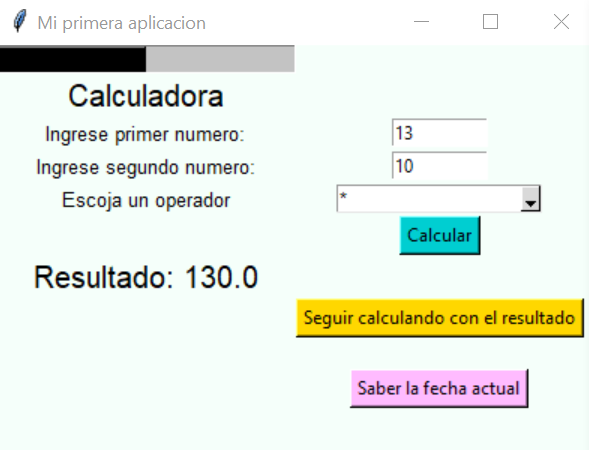 Mi primera aplicacion
Calculadora
Ingrese primer numero: 13
Ingrese segundo numero: 10
Escoja un operador *
Calcular
Resultado: 130.0
Seguir calculando con el resultado
Saber la fecha actual